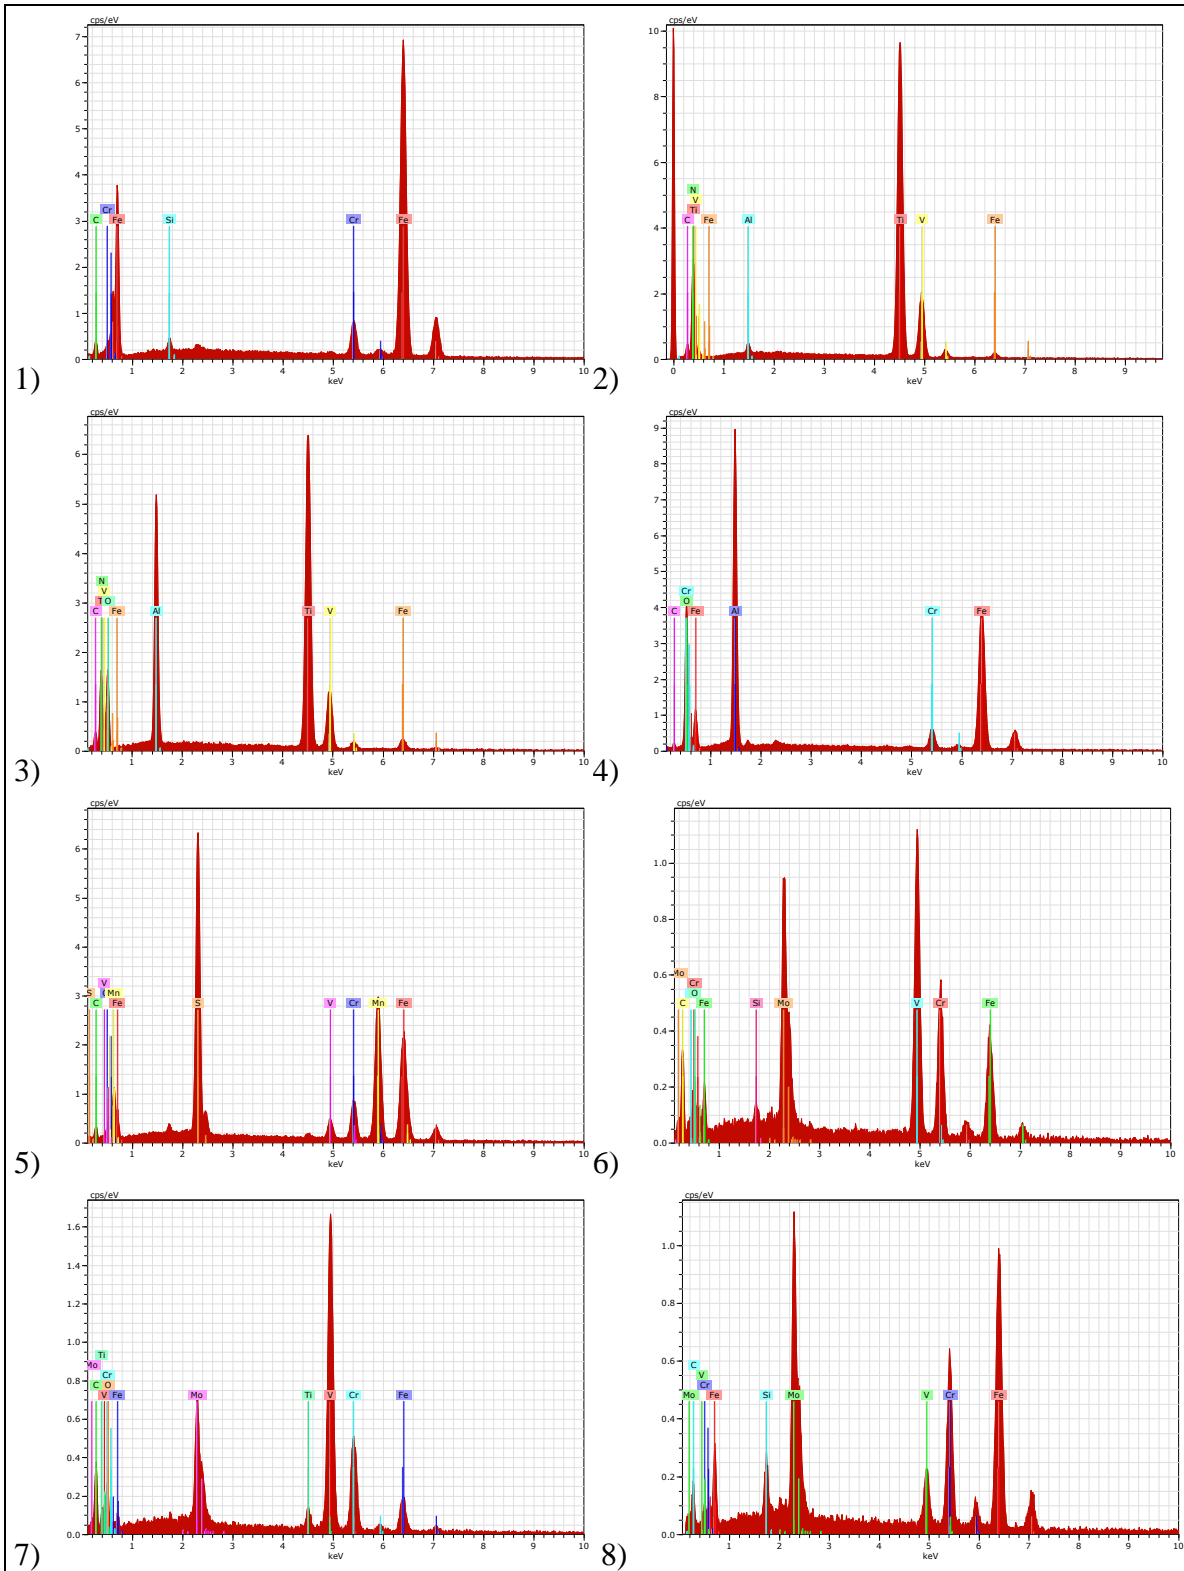 cps/eV
7
6
5
4
3
2
1
0
C Cr Fe Si Cr Fe
1 2 3 4 5 6 7 8 9 10
keV
1)
cps/eV
10
8
6
4
2
0
N
V
Ti
C Fe Al Ti V Fe
0 1 2 3 4 5 6 7 8 9
keV
2)
cps/eV
6
5
4
3
2
1
0
N
V
O
C Fe Al Ti V Fe
1 2 3 4 5 6 7 8 9 10
keV
3)
cps/eV
9
8
7
6
5
4
3
2
1
0
Cr
O
C Fe Al Cr Fe
1 2 3 4 5 6 7 8 9 10
keV
4)
cps/eV
6
5
4
3
2
1
0
V
S Mn
C Fe S V Cr Mn Fe
1 2 3 4 5 6 7 8 9 10
keV
5)
cps/eV
1.0
0.8
0.6
0.4
0.2
0.0
Mo
Cr
O
C Fe Si Mo V Cr Fe
1 2 3 4 5 6 7 8 9 10
keV
6)
cps/eV
1.6
1.4
1.2
1.0
0.8
0.6
0.4
0.2
0.0
Ti
Mo
Cr
O
C V Fe Mo Ti V Cr Fe
1 2 3 4 5 6 7 8 9 10
keV
7)
cps/eV
1.0
0.8
0.6
0.4
0.2
0.0
C
V
Cr
Mo Fe Si Mo V Cr Fe
1 2 3 4 5 6 7 8 9 10
keV
8)